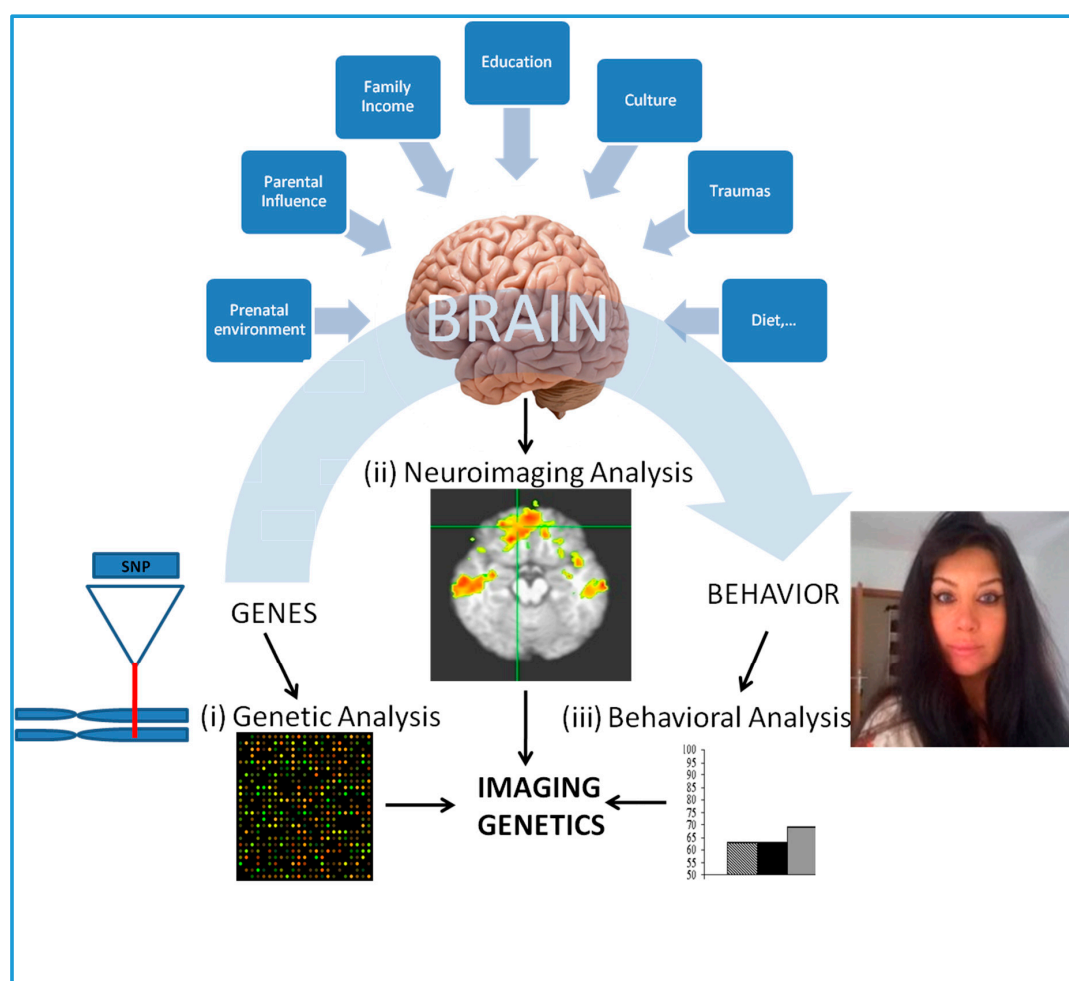 Education
Family
Income
Culture
Parental
Influence
Traumas
Prenatal
environment
Diet,...
BRAIN
(ii) Neuroimaging Analysis
SNP
GENES
BEHAVIOR
(i) Genetic Analysis
(iii) Behavioral Analysis
IMAGING
GENETICS
100
95
90
85
80
75
70
65
60
55
50